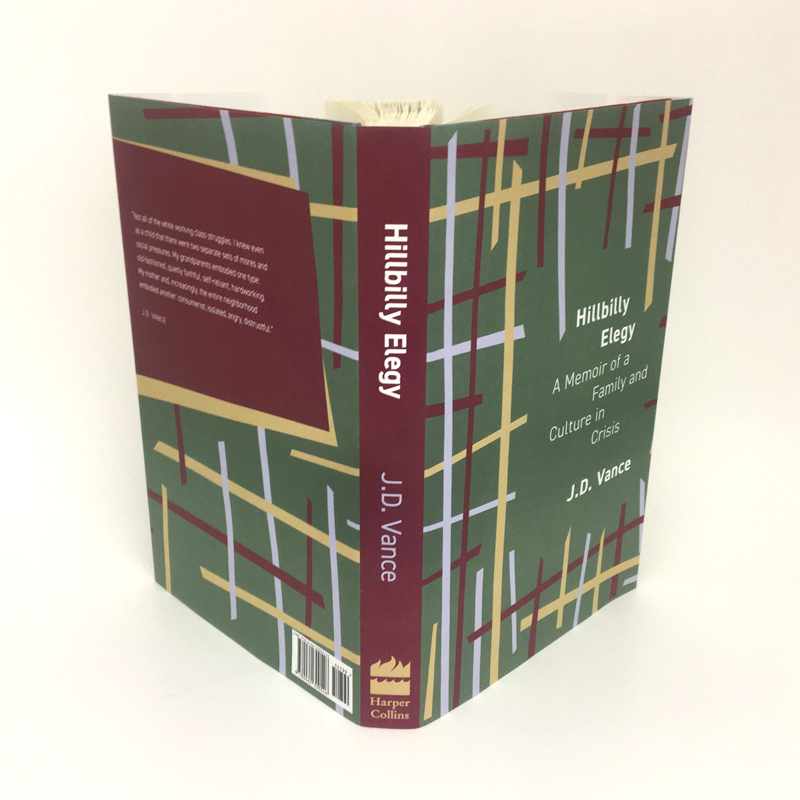 "Not all of the white working class struggles. I knew even
as a child that there were two separate sets of mores and
social pressures. My grandparents embodied one type:
old-fashioned, quietly faithful, self-reliant, hardworking.
My mother and, increasingly, the entire neighborhood
embodied another: consumerist, isolated, angry, distrustful."
J.D. VANCE
Hillbilly Elegy
J.D. Vance
Harper
Collins
Hillbilly
Elegy
A Memoir of a
Family and
Culture in
Crisis
J.D. Vance